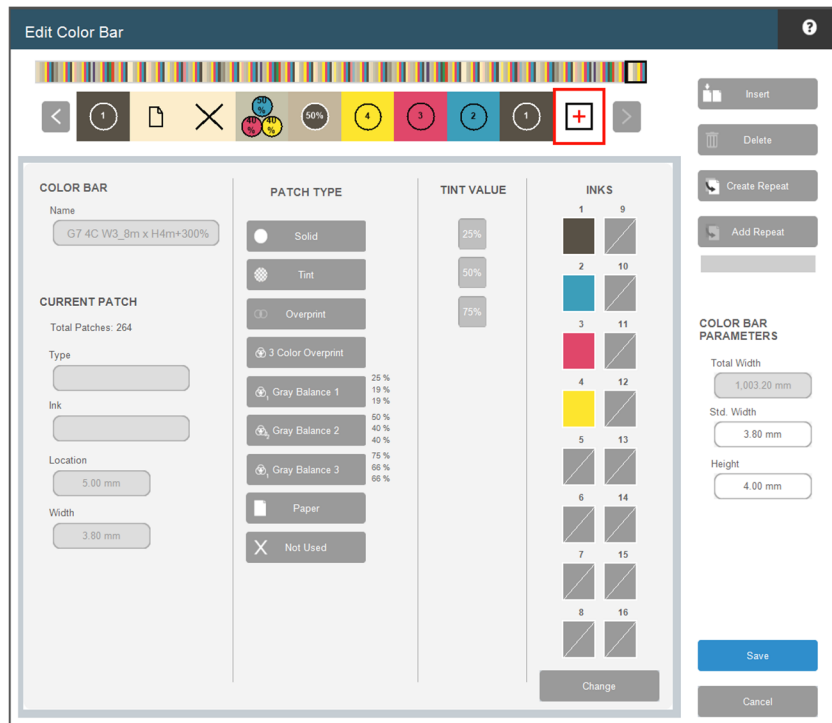 Edit Color Bar
?
1 50% 40% 40% 50% 4 3 2 1
Insert
Delete
Create Repeat
Add Repeat
COLOR BAR
Name
G7 4C W3_8m x H4m+300%
CURRENT PATCH
Total Patches: 264
Type
Ink
Location
5.00 mm
Width
3.80 mm
PATCH TYPE
Solid
Tint
Overprint
3 Color Overprint
Gray Balance 1
25 %
19 %
19 %
Gray Balance 2
50 %
40 %
40 %
Gray Balance 3
75 %
66 %
66 %
Paper
Not Used
TINT VALUE
25%
50%
75%
INKS
1 9
2 10
3 11
4 12
5 13
6 14
7 15
8 16
Change
COLOR BAR
PARAMETERS
Total Width
1,003.20 mm
Std. Width
3.80 mm
Height
4.00 mm
Save
Cancel